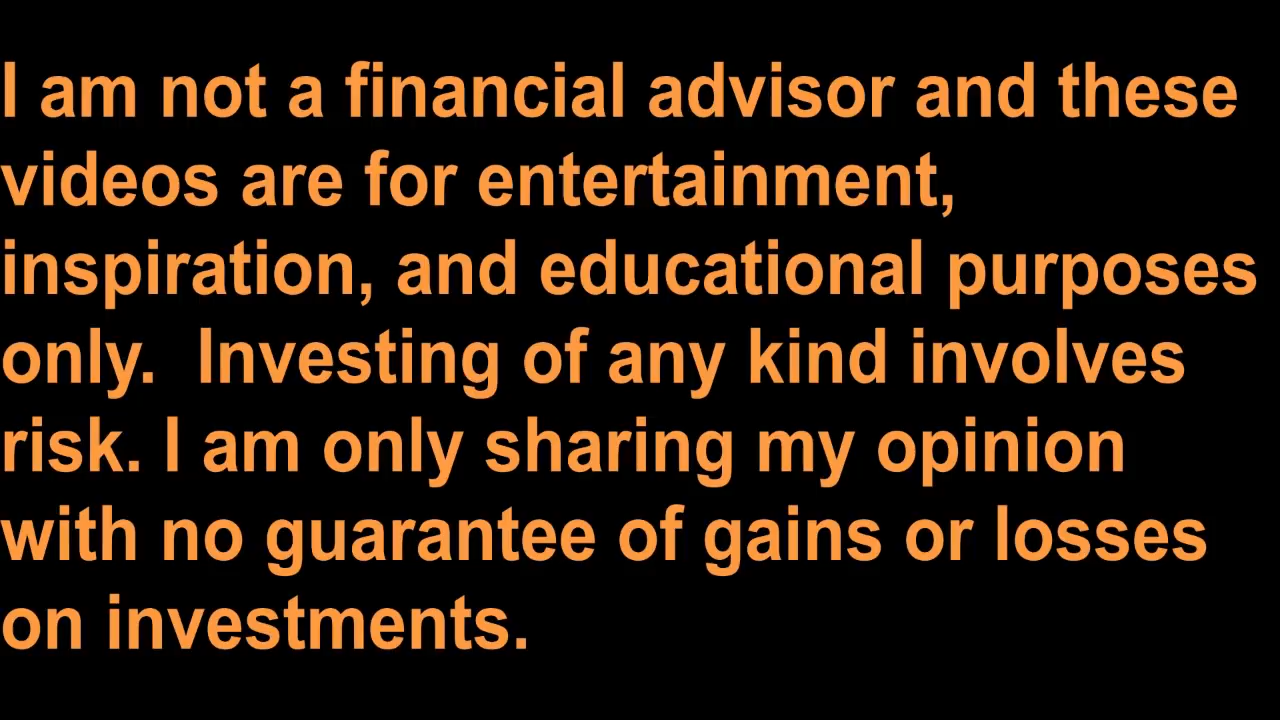 I am not a financial advisor and these
videos are for entertainment,
inspiration, and educational purposes
only.  Investing of any kind involves
risk. I am only sharing my opinion
with no guarantee of gains or losses
on investments.